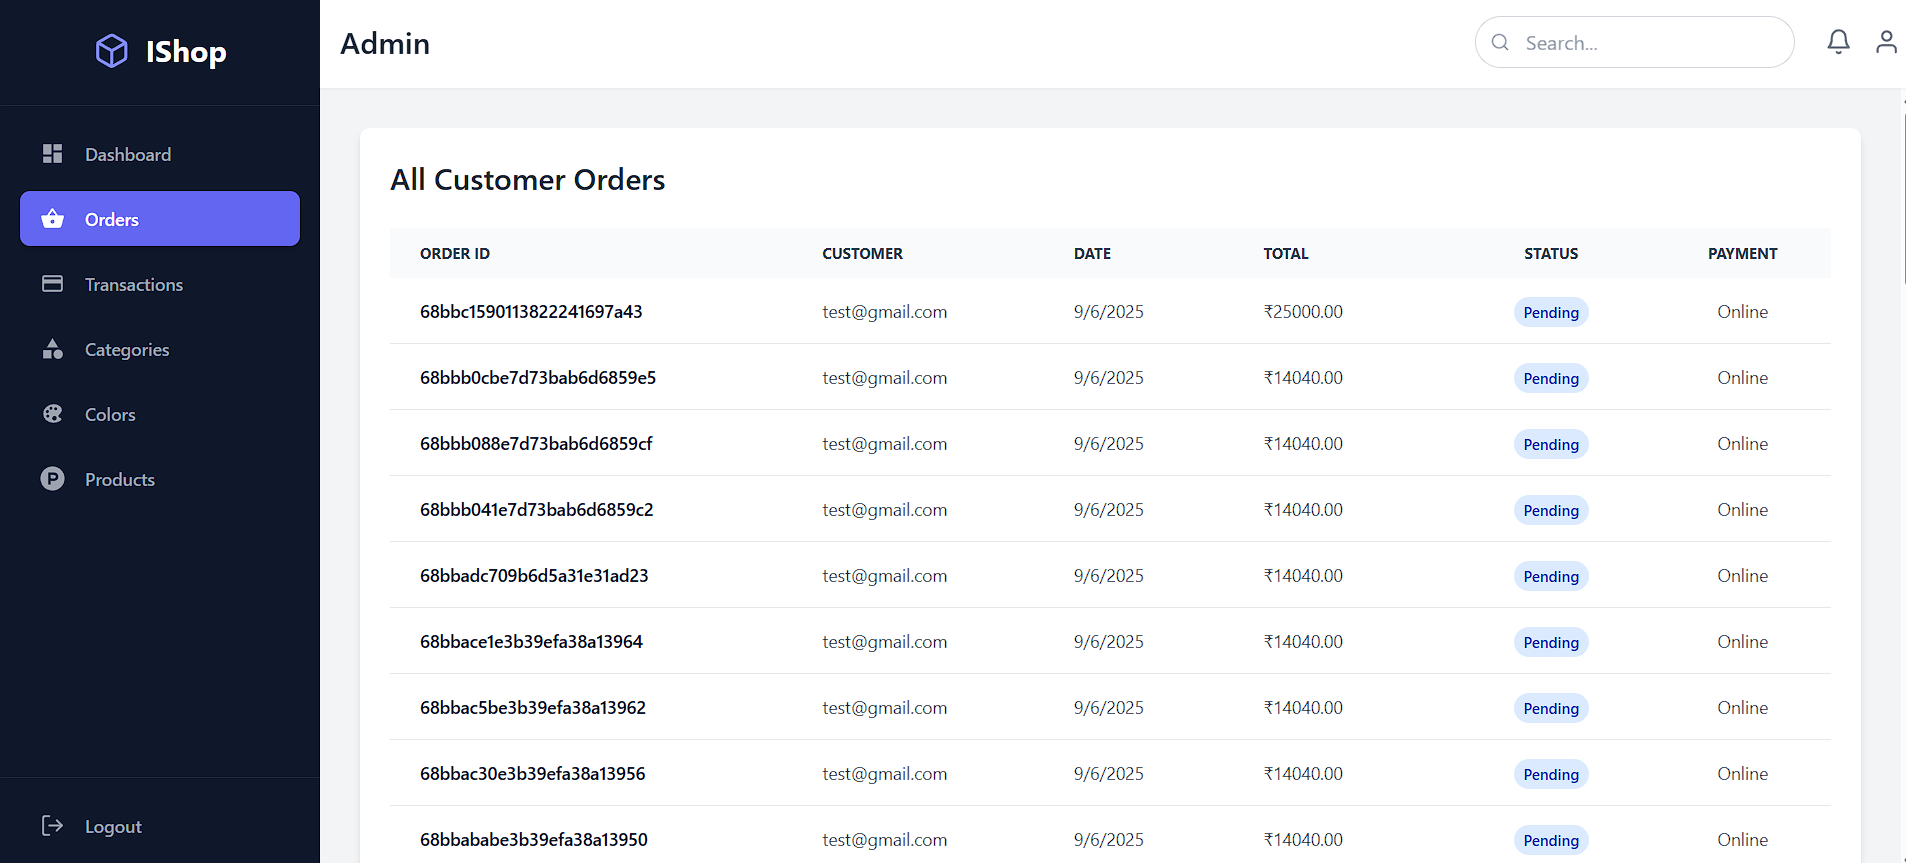 IShop
Admin
Search...
Dashboard
Orders
Transactions
Categories
Colors
P Products
Logout
All Customer Orders
ORDER ID CUSTOMER DATE TOTAL STATUS PAYMENT
68bbc1590113822241697a43 test@gmail.com 9/6/2025 ₹25000.00 Pending Online
68bbb0cbe7d73bab6d6859e5 test@gmail.com 9/6/2025 ₹14040.00 Pending Online
68bbb088e7d73bab6d6859cf test@gmail.com 9/6/2025 ₹14040.00 Pending Online
68bbb041e7d73bab6d6859c2 test@gmail.com 9/6/2025 ₹14040.00 Pending Online
68bbadc709b6d5a31e31ad23 test@gmail.com 9/6/2025 ₹14040.00 Pending Online
68bbace1e3b39efa38a13964 test@gmail.com 9/6/2025 ₹14040.00 Pending Online
68bbac5be3b39efa38a13962 test@gmail.com 9/6/2025 ₹14040.00 Pending Online
68bbac30e3b39efa38a13956 test@gmail.com 9/6/2025 ₹14040.00 Pending Online
68bbababe3b39efa38a13950 test@gmail.com 9/6/2025 ₹14040.00 Pending Online